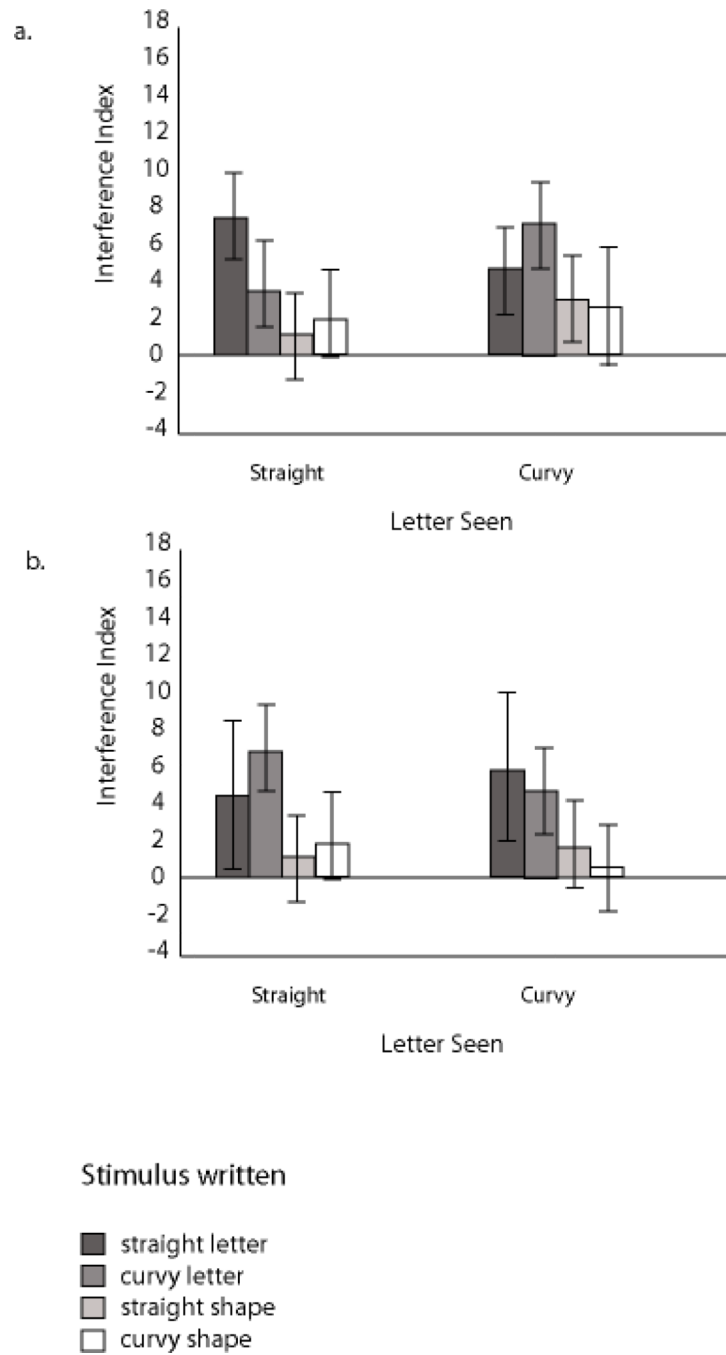 a.
18
16
14
12
10
8
6
4
2
0
-2
-4
Interference Index
Straight Curvy
Letter Seen
b.
18
16
14
12
10
8
6
4
2
0
-2
-4
Interference Index
Straight Curvy
Letter Seen
Stimulus written
straight letter
curvy letter
straight shape
curvy shape